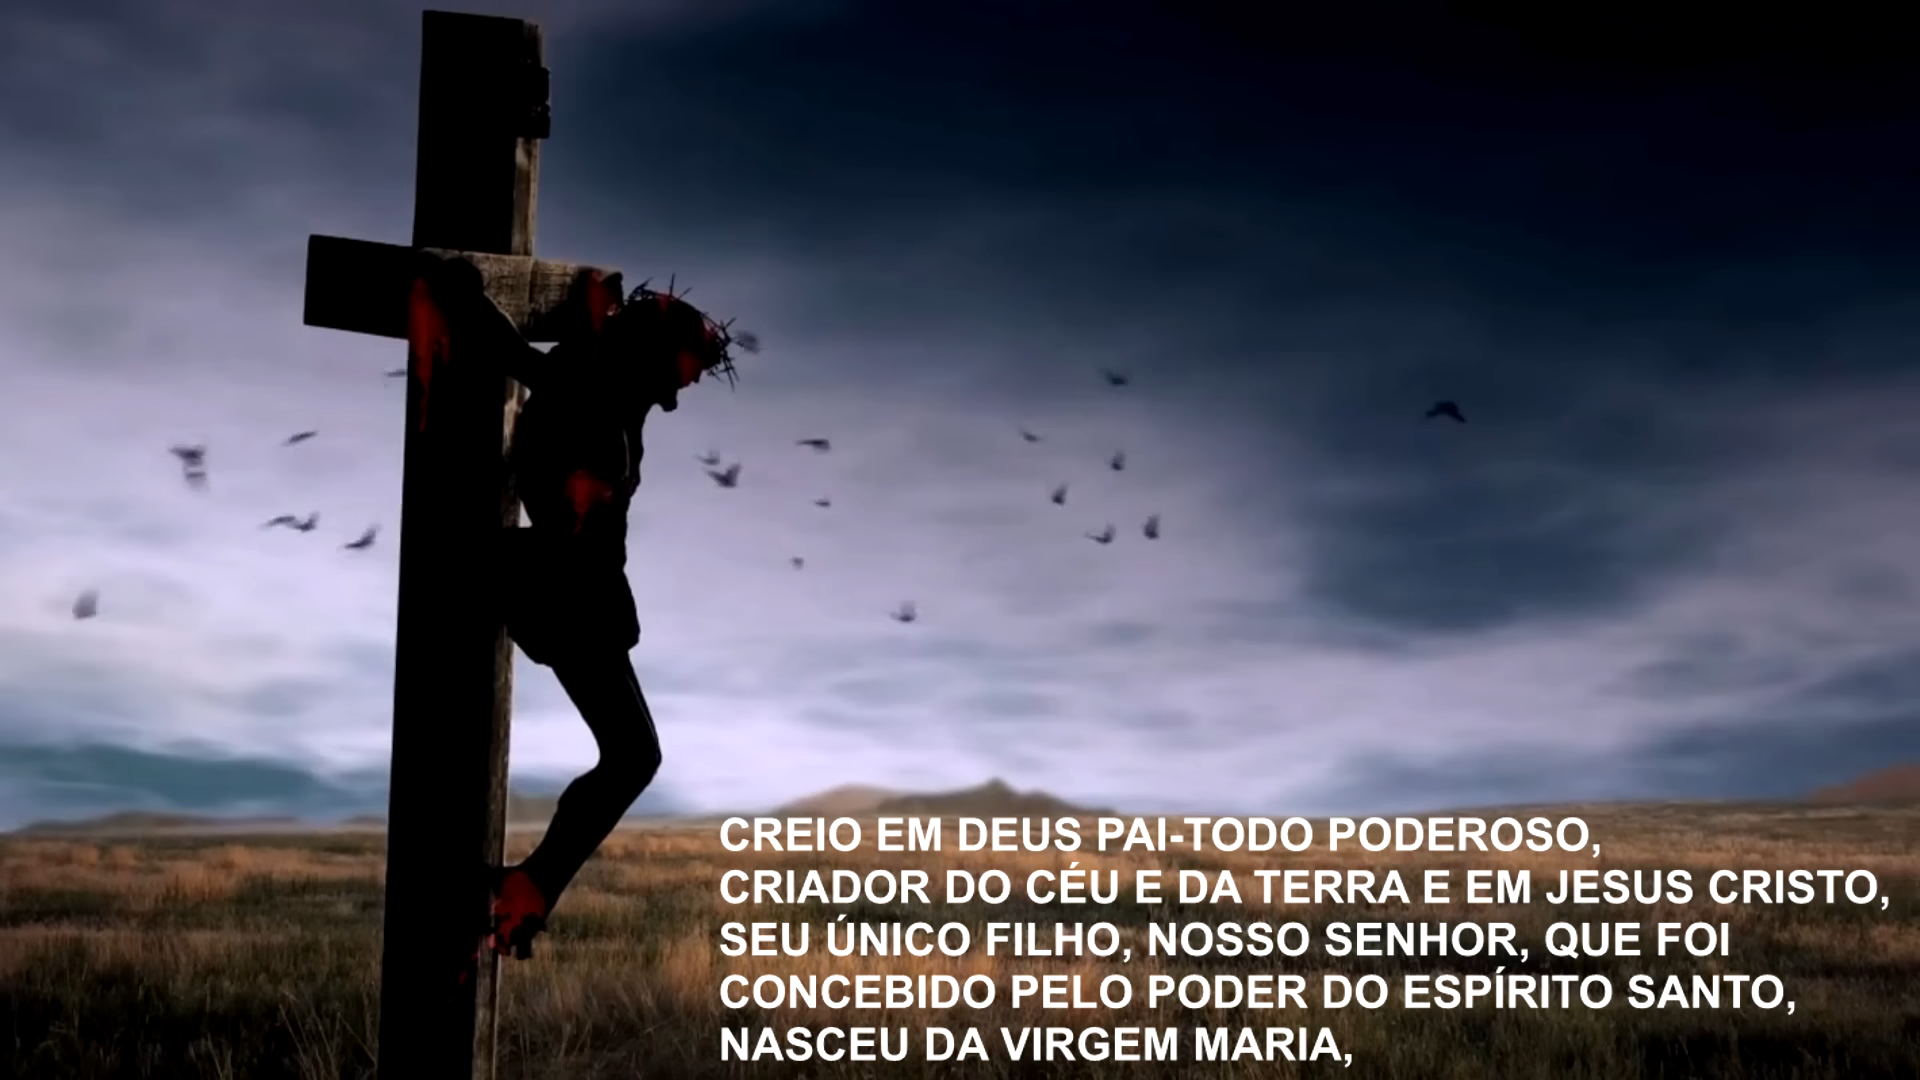 CREIO EM DEUS PAI-TODO PODEROSO,
CRIADOR DO CÉU E DA TERRA E EM JESUS CRISTO,
SEU ÚNICO FILHO, NOSSO SENHOR, QUE FOI
CONCEBIDO PELO PODER DO ESPÍRITO SANTO,
NASCEU DA VIRGEM MARIA,